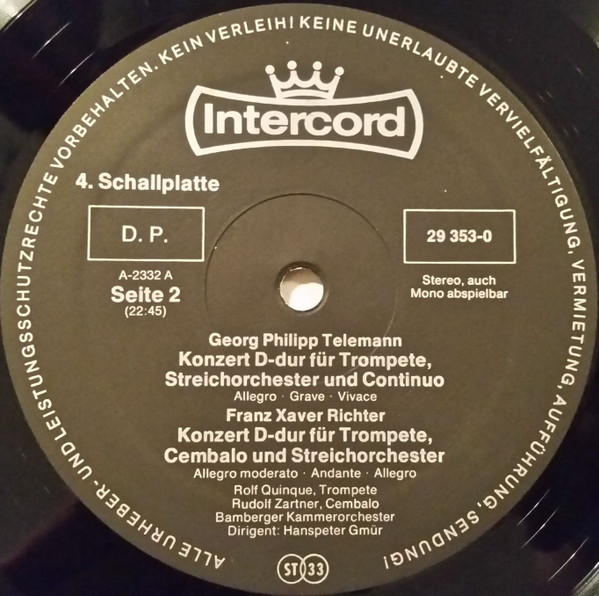 ALLE URHEBER- UND LEISTUNGSSCHUTZRECHTE VORBEHALTEN. KEIN VERLEIH! KEINE UNERLAUBTE VERVIELFÄLTIGUNG, VERMIETUNG, AUFFÜHRUNG, SENDUNG!
Intercord
4. Schallplatte
D. P.
29 353-0
A-2332 A
Seite 2
(22:45)
Stereo, auch
Mono abspielbar
Georg Philipp Telemann
Konzert D-dur für Trompete,
Streichorchester und Continuo
Allegro · Grave · Vivace
Franz Xaver Richter
Konzert D-dur für Trompete,
Cembalo und Streichorchester
Allegro moderato · Andante · Allegro
Rolf Quinque, Trompete
Rudolf Zartner, Cembalo
Bamberger Kammerorchester
Dirigent: Hanspeter Gmür
ST 33